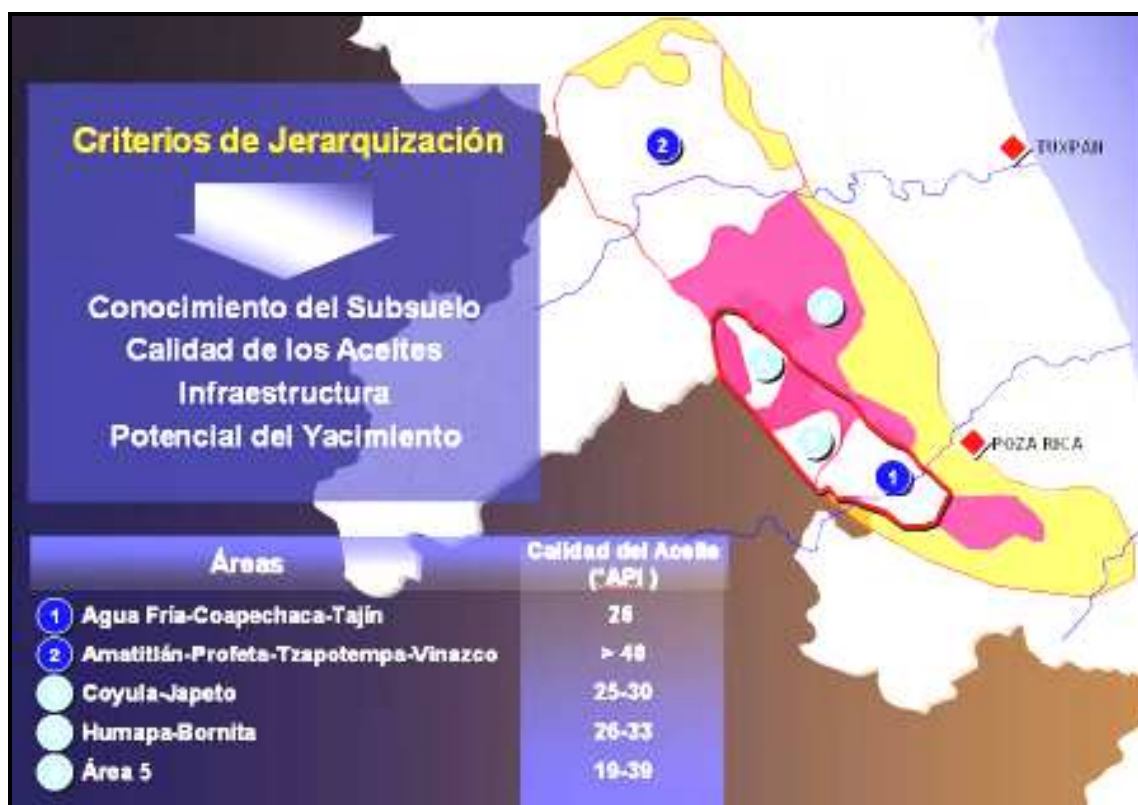 Criterios de Jerarquización
Conocimiento del Subsuelo
Calidad de los Aceites
Infraestructura
Potencial del Yacimiento
2
TUXPAN
POZA RICA
1
Áreas
Calidad del Aceite
(°API )
1 Agua Fría-Coapechaca-Tajín 26
2 Amatitlán-Profeta-Tzapotempa-Vinazco
Coyula-Japeto 25-30
Humapa-Bornita 26-33
Área 5 19-39